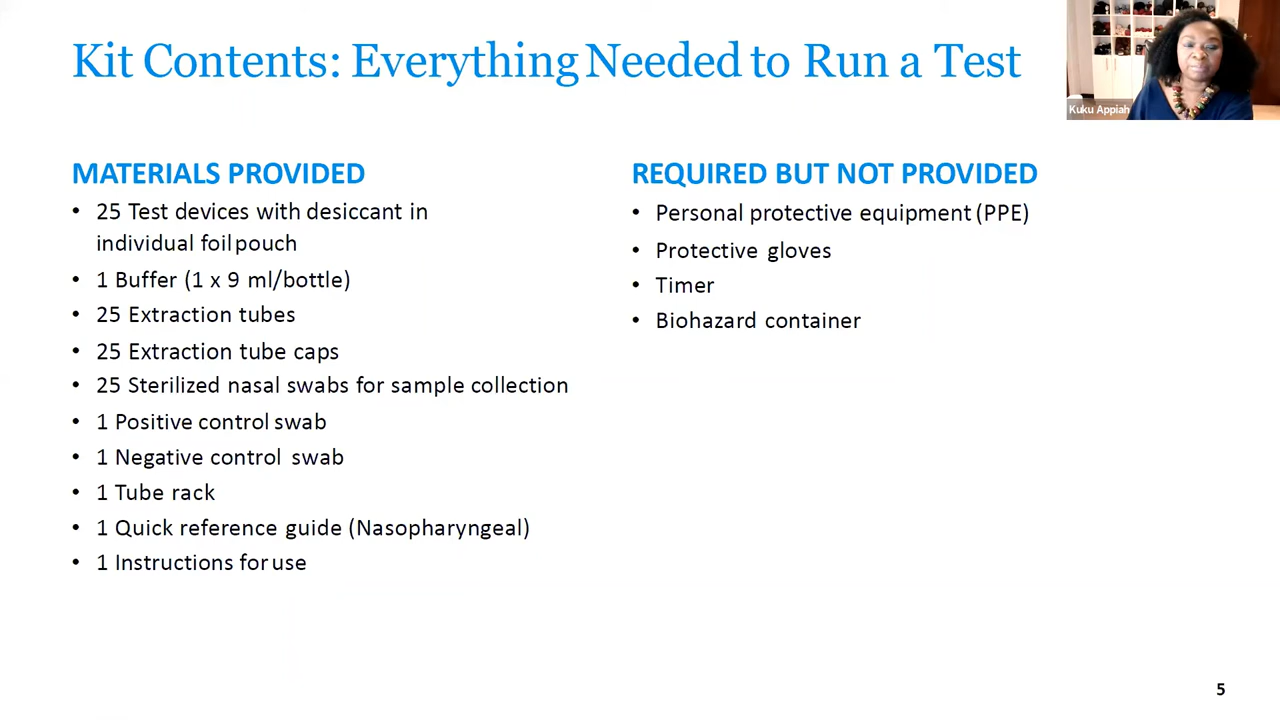 Kit Contents: Everything Needed to Run a Test
Kuku Appiah
MATERIALS PROVIDED
• 25 Test devices with desiccant in
individual foil pouch
• 1 Buffer (1 x 9 ml/bottle)
• 25 Extraction tubes
• 25 Extraction tube caps
• 25 Sterilized nasal swabs for sample collection
• 1 Positive control swab
• 1 Negative control swab
• 1 Tube rack
• 1 Quick reference guide (Nasopharyngeal)
• 1 Instructions for use
REQUIRED BUT NOT PROVIDED
• Personal protective equipment (PPE)
• Protective gloves
• Timer
• Biohazard container
5